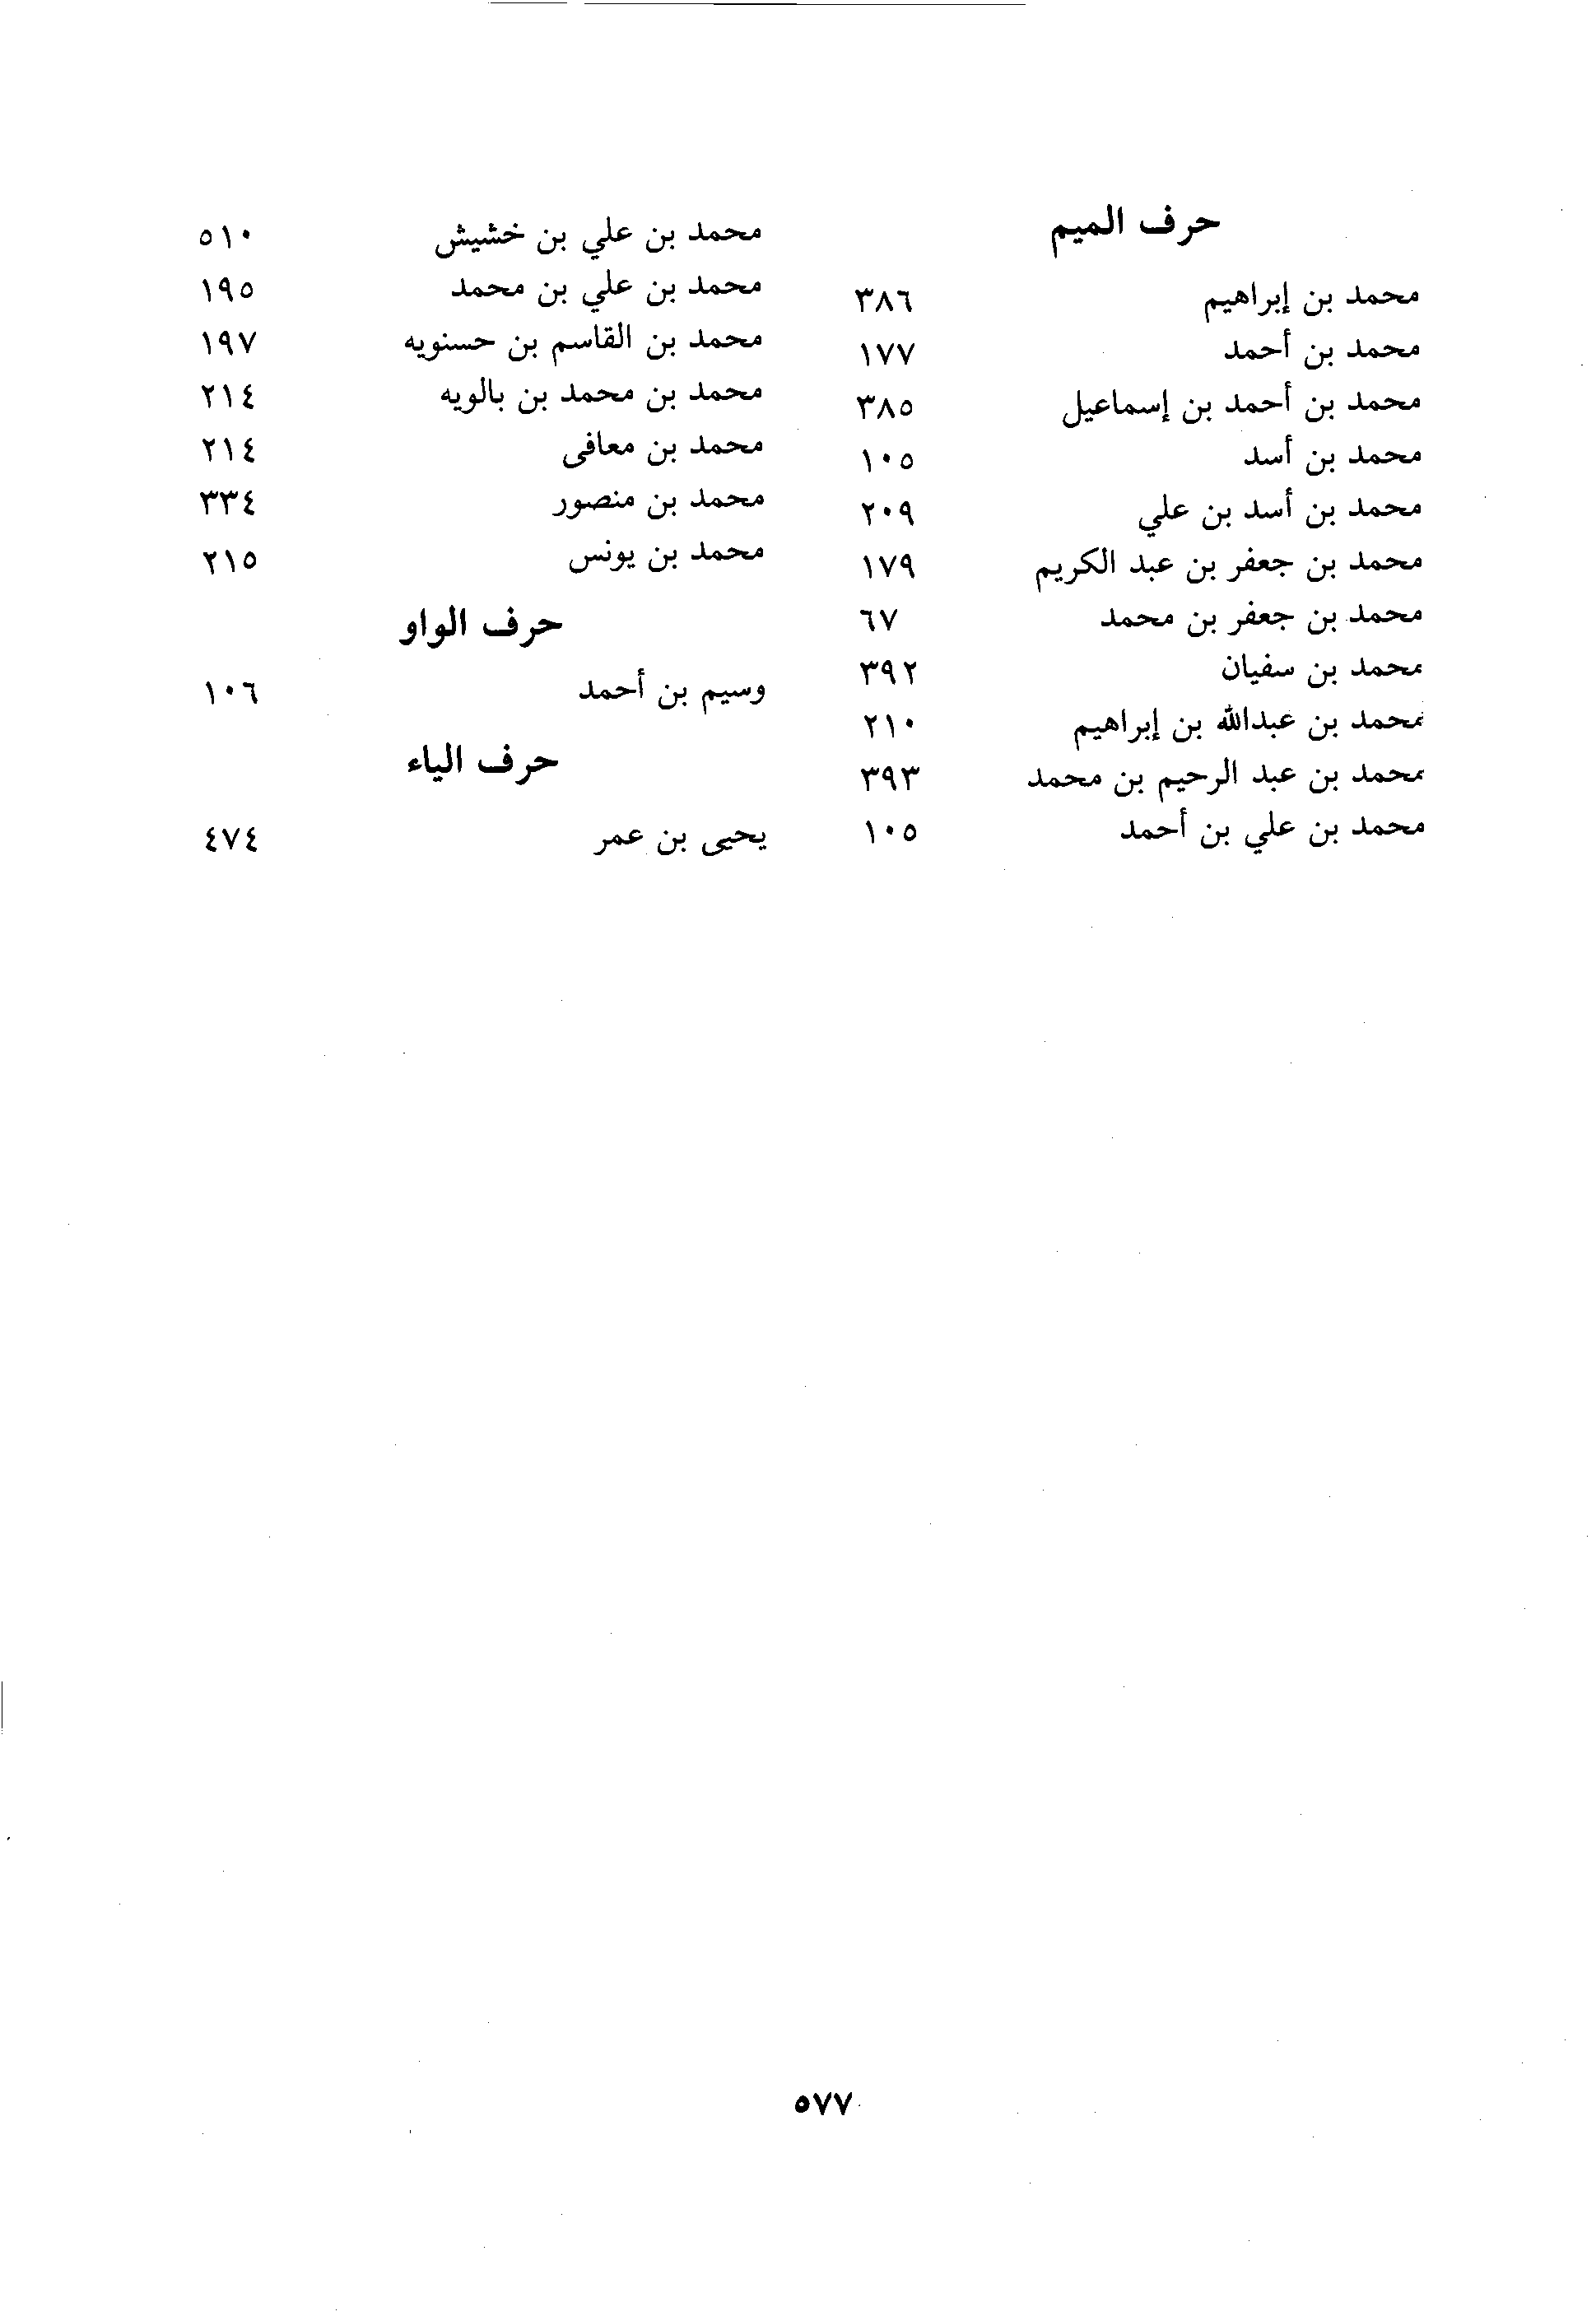 حرف الميم
محمد بن إبراهيم ٣٨٦
محمد بن أحمد ١٧٧
محمد بن أحمد بن إسماعيل ٣٨٥
محمد بن أسد ١٠٥
محمد بن أسد بن علي ٢٠٩
محمد بن جعفر بن عبد الكريم ١٧٩
محمد بن جعفر بن محمد ٦٧
محمد بن سفيان ٣٩٢
محمد بن عبدالله بن إبراهيم ٢١٠
محمد بن عبد الرحيم بن محمد ٣٩٣
محمد بن علي بن أحمد ١٠٥
محمد بن علي بن خشيش ٥١٠
محمد بن علي بن محمد ١٩٥
محمد بن القاسم بن حسنويه ١٩٧
محمد بن محمد بن بالويه ٢١٤
محمد بن معافى ٢١٤
محمد بن منصور ٣٣٤
محمد بن يونس ٢١٥
حرف الواو
وسيم بن أحمد ١٠٦
حرف الياء
يحيى بن عمر ٤٧٤
٥٧٧